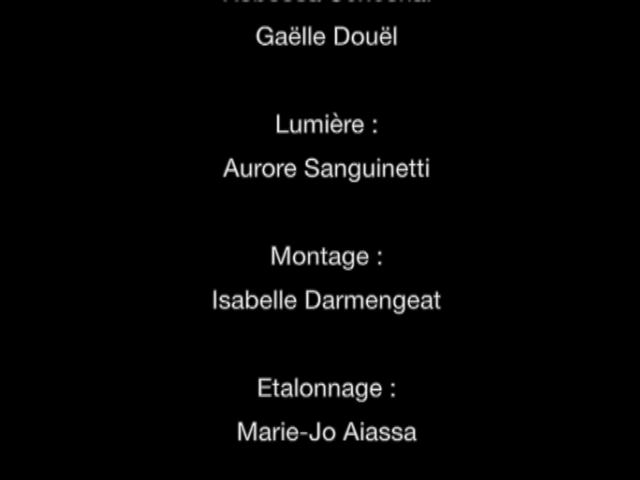 Gaëlle Douël
Lumière :
Aurore Sanguinetti
Montage :
Isabelle Darmengeat
Etalonnage :
Marie-Jo Aiassa